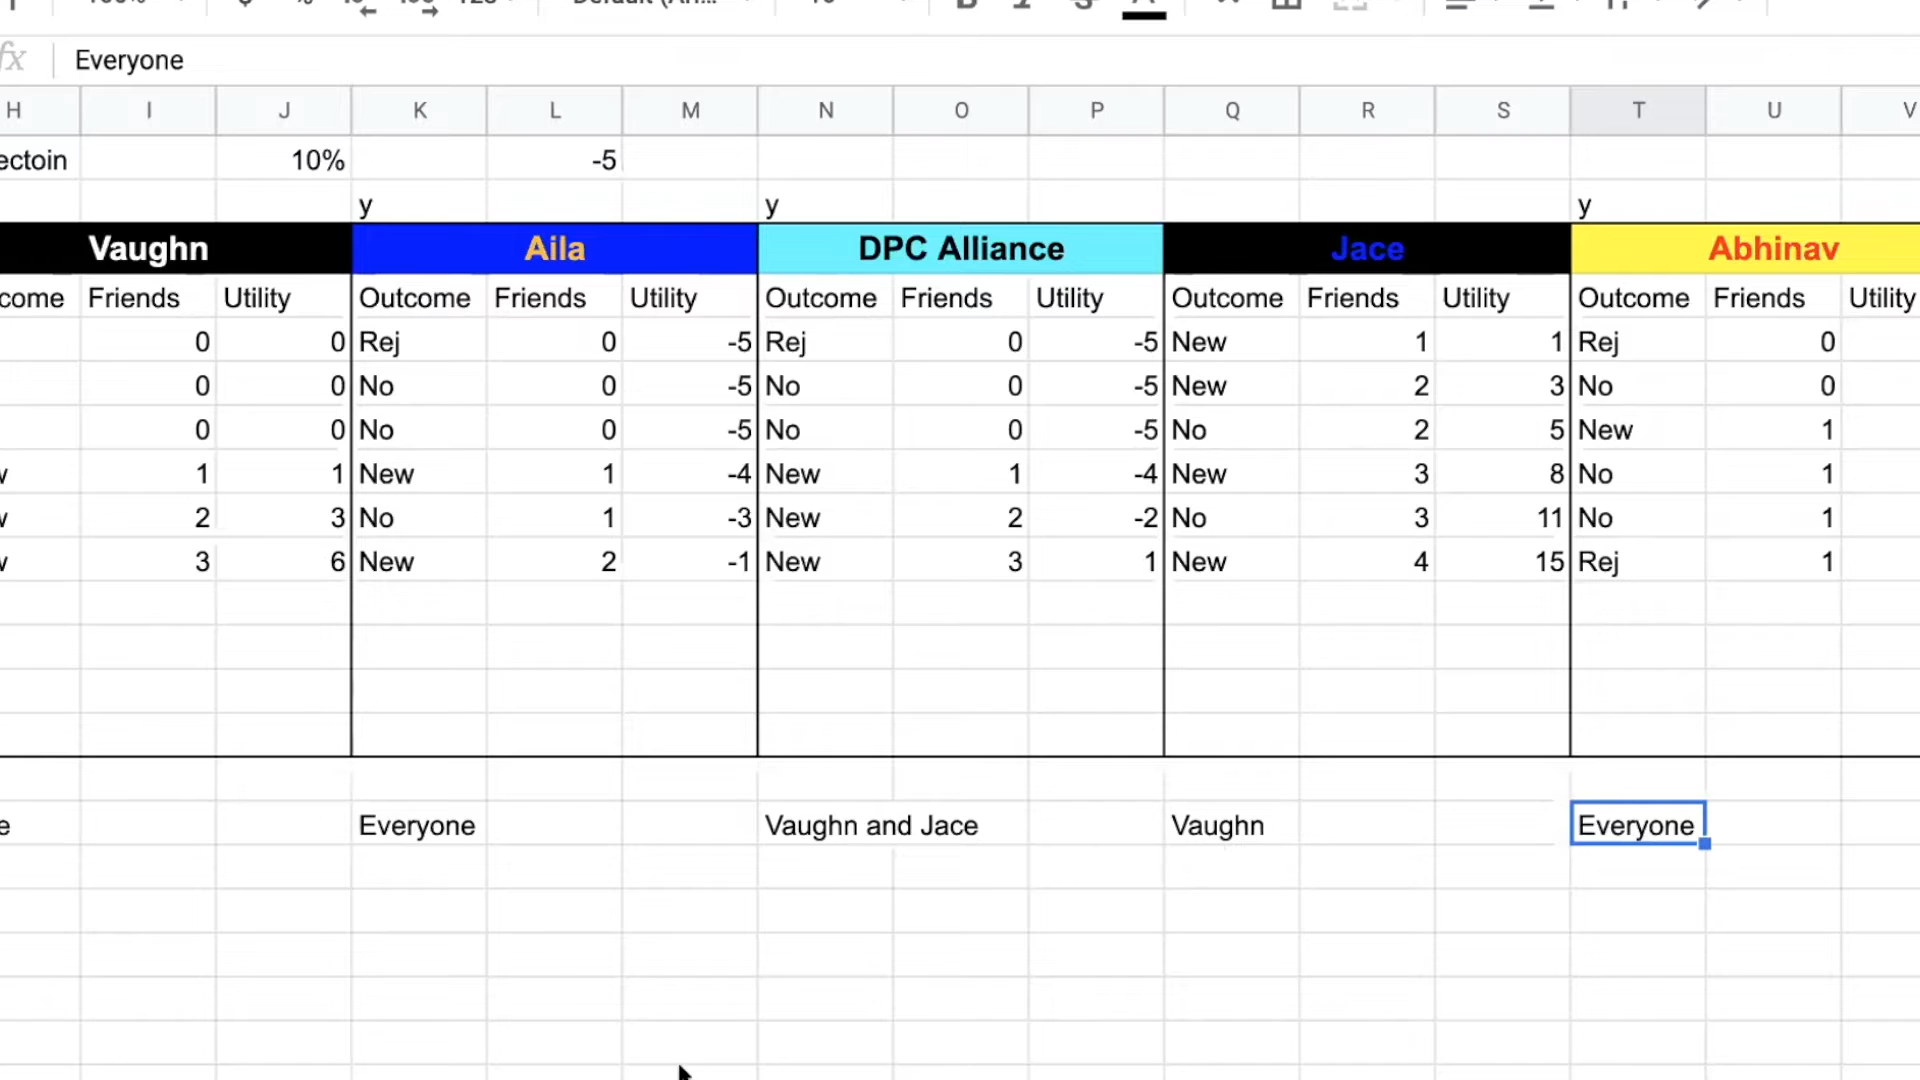 Everyone
H I J K L M N O P Q R S T U V
ectoin 10% -5
y y y
Vaughn Aila DPC Alliance Jace Abhinav
come Friends Utility Outcome Friends Utility Outcome Friends Utility Outcome Friends Utility Outcome Friends Utility
0 0 Rej 0 -5 Rej 0 -5 New 1 1 Rej 0
0 0 No 0 -5 No 0 -5 New 2 3 No 0
0 0 No 0 -5 No 0 -5 No 2 5 New 1
w 1 1 New 1 -4 New 1 -4 New 3 8 No 1
w 2 3 No 1 -3 New 2 -2 No 3 11 No 1
w 3 6 New 2 -1 New 3 1 New 4 15 Rej 1
e Everyone Vaughn and Jace Vaughn Everyone